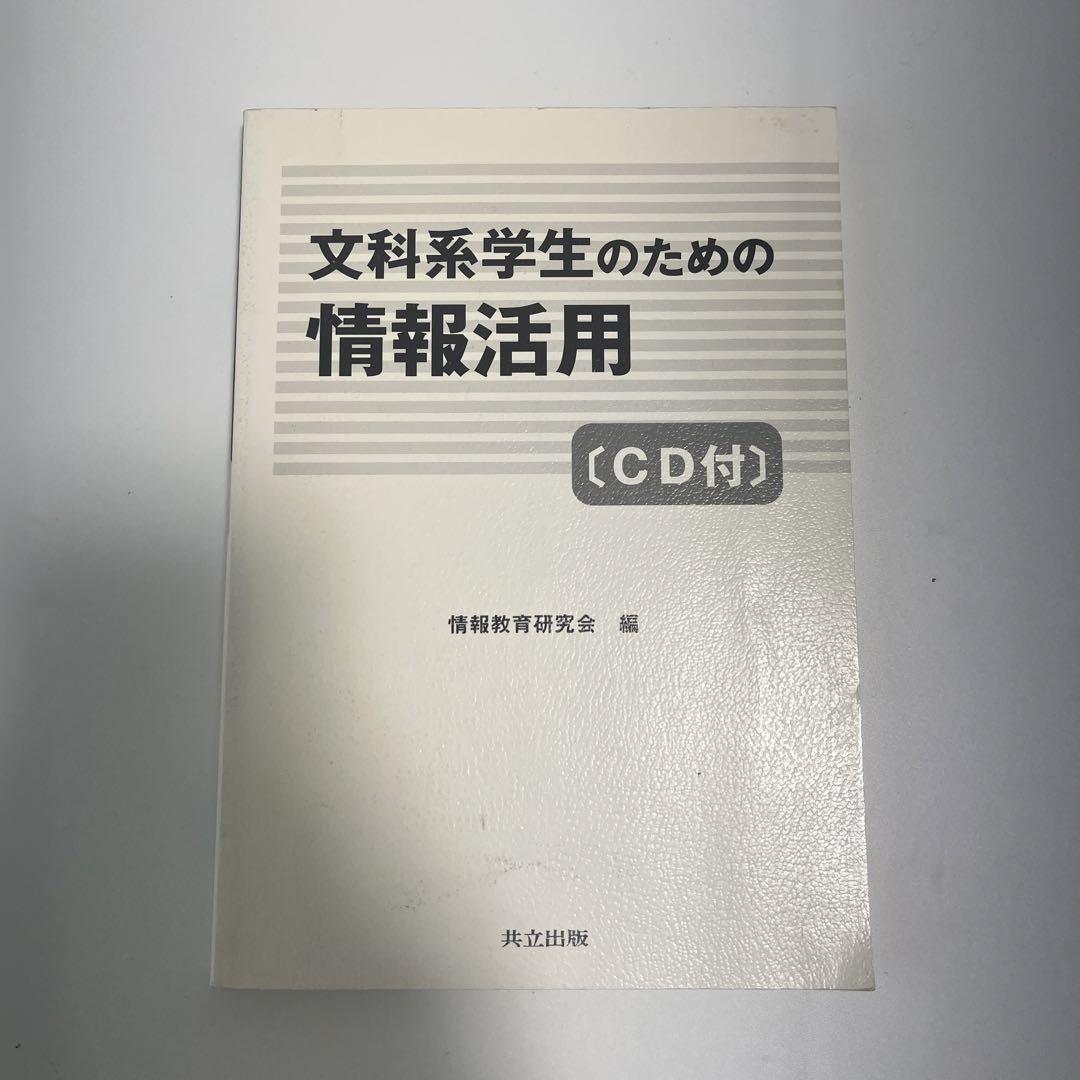 文科系学生のための
情報活用
〔CD付〕
情報教育研究会 編
共立出版